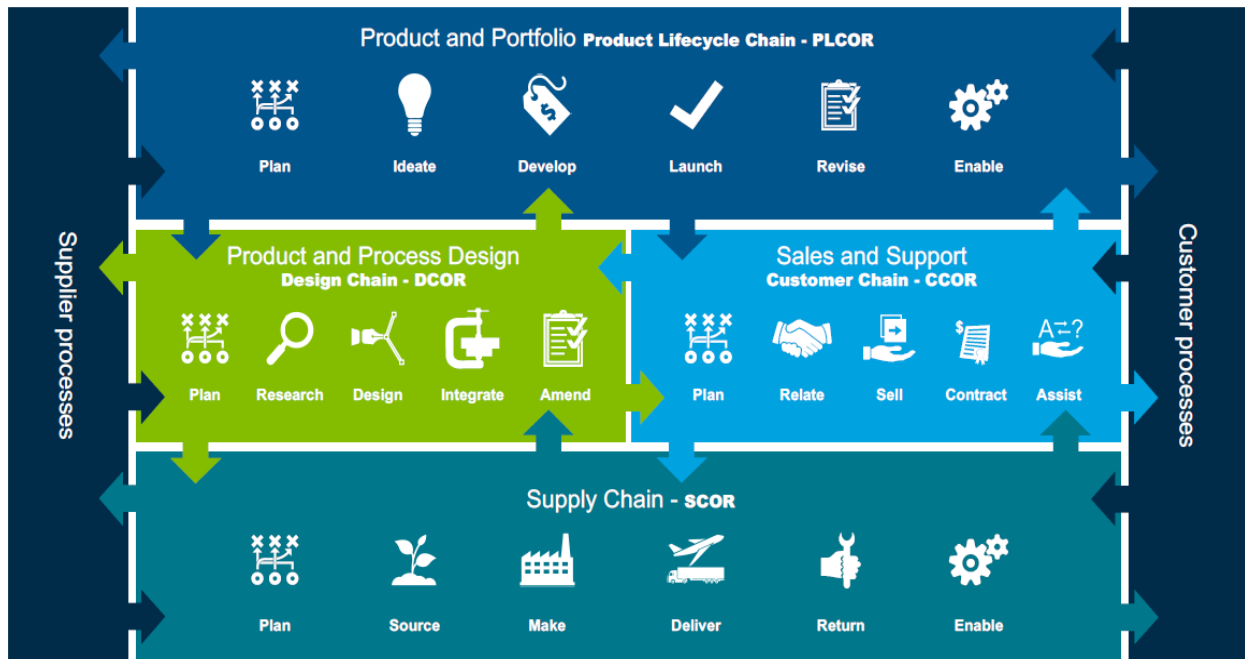 Product and Portfolio Product Lifecycle Chain - PLCOR
Plan
Ideate
Develop
Launch
Revise
Enable
Supplier processes
Product and Process Design
Design Chain - DCOR
Plan
Research
Design
Integrate
Amend
Sales and Support
Customer Chain - CCOR
Plan
Relate
Sell
Contract
Assist
A⇄?
Customer processes
Supply Chain - SCOR
Plan
Source
Make
Deliver
Return
Enable